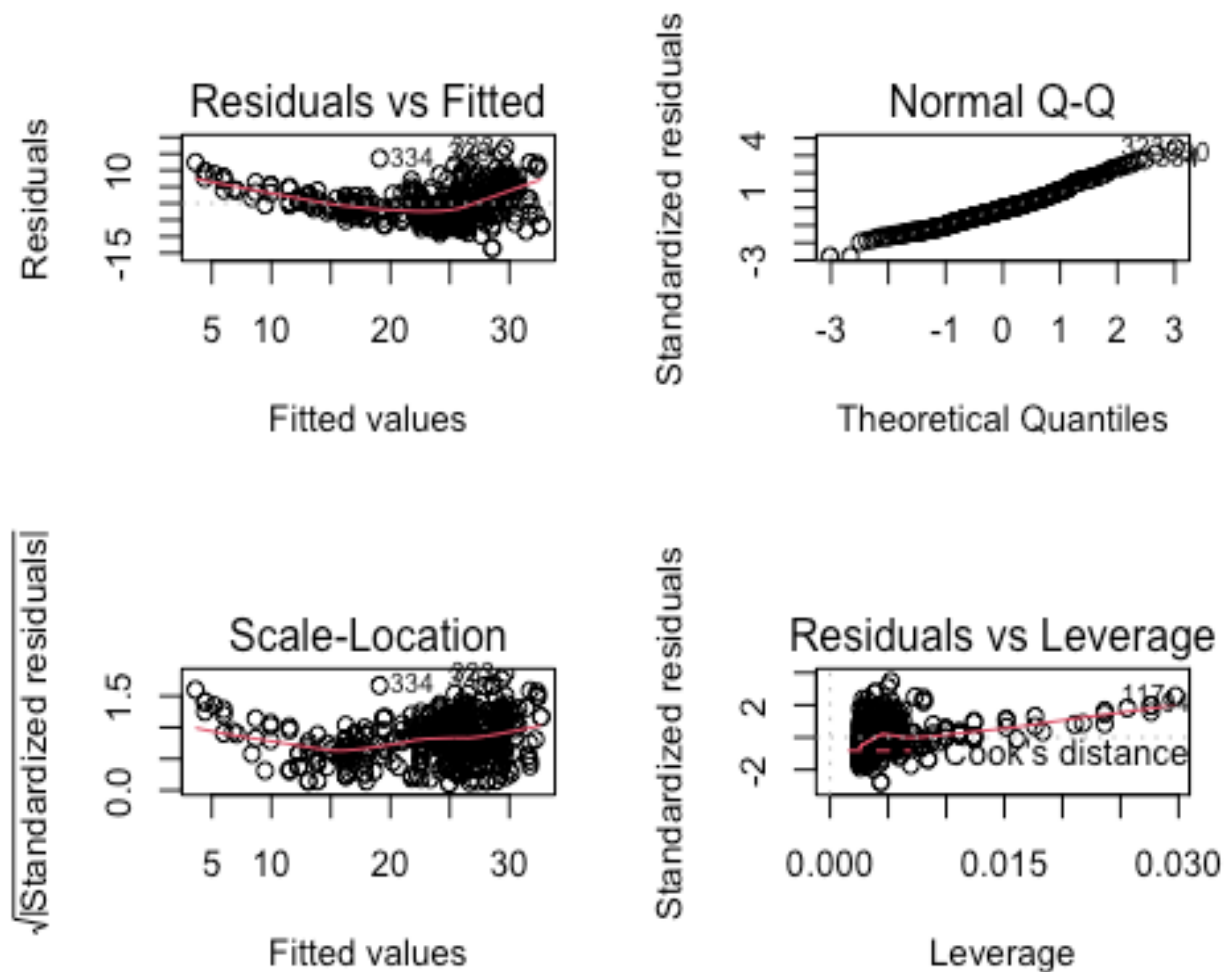 Residuals vs Fitted
Residuals
10
-15
334
323
5 10 20 30
Fitted values
Normal Q-Q
Standardized residuals
4
1
-3
-3 -1 0 1 2 3
Theoretical Quantiles
Scale-Location
√|Standardized residuals|
1.5
0.0
334
5 10 20 30
Fitted values
Residuals vs Leverage
Standardized residuals
2
-2
Cook's distance
0.000 0.015 0.030
Leverage